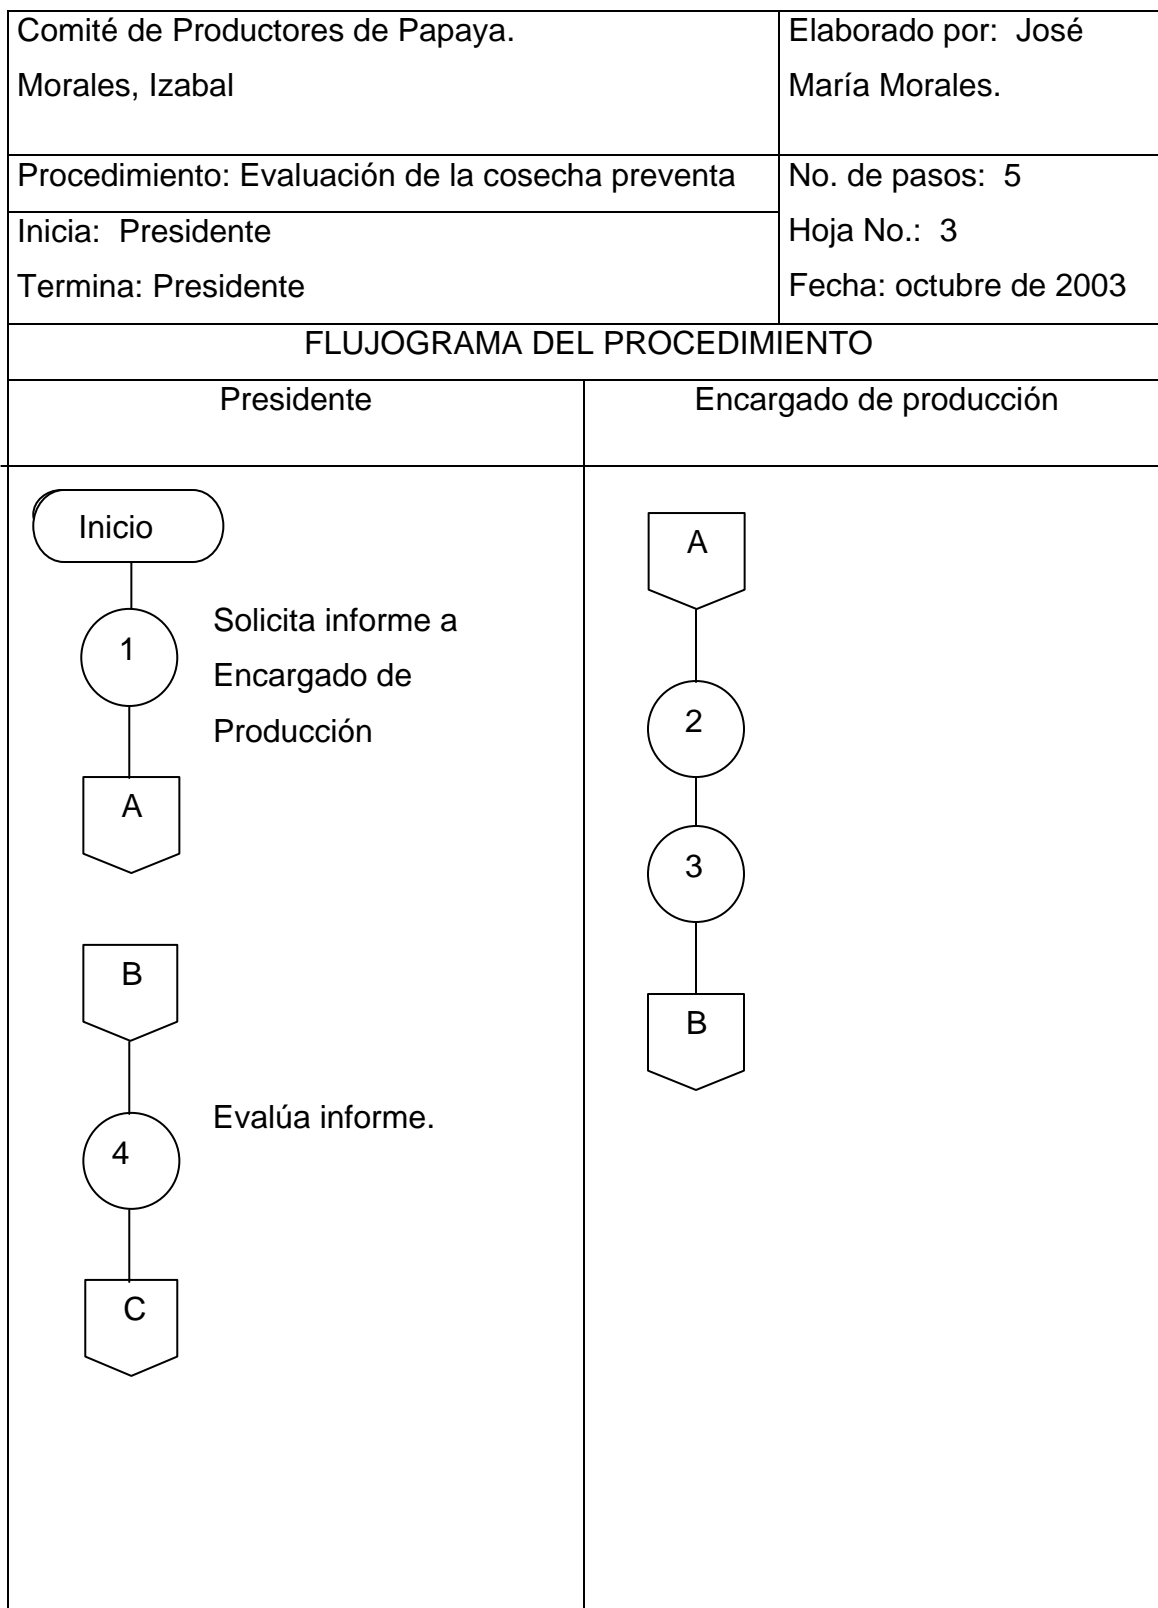 Comité de Productores de Papaya.
Morales, Izabal
Elaborado por:  José
María Morales.
Procedimiento: Evaluación de la cosecha preventa
Inicia:  Presidente
Termina: Presidente
No. de pasos:  5
Hoja No.:  3
Fecha: octubre de 2003
FLUJOGRAMA DEL PROCEDIMIENTO
Presidente
Encargado de producción
Inicio
1
Solicita informe a
Encargado de
Producción
A
B
4
Evalúa informe.
C
A
2
3
B